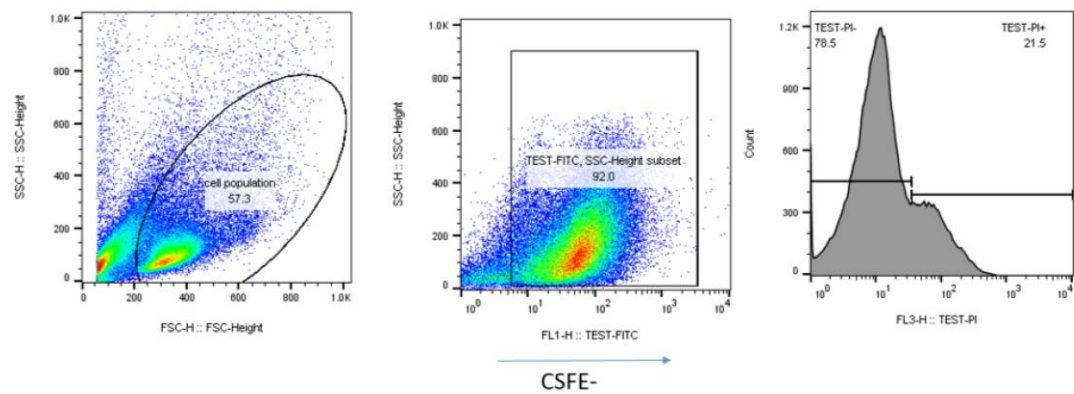 1.0K
800
600
400
200
0
SSC-H :: SSC-Height
cell population
57.3
0 200 400 600 800 1.0K
FSC-H :: FSC-Height
1.0K
800
600
400
200
0
SSC-H :: SSC-Height
TEST-FITC, SSC-Height subset
92.0
10^0 10^1 10^2 10^3 10^4
FL1-H :: TEST-FITC
CSFE-
1.2K
900
600
300
0
Count
TEST-PI-
78.5
TEST-PI+
21.5
10^0 10^1 10^2 10^3 10^4
FL3-H :: TEST-PI